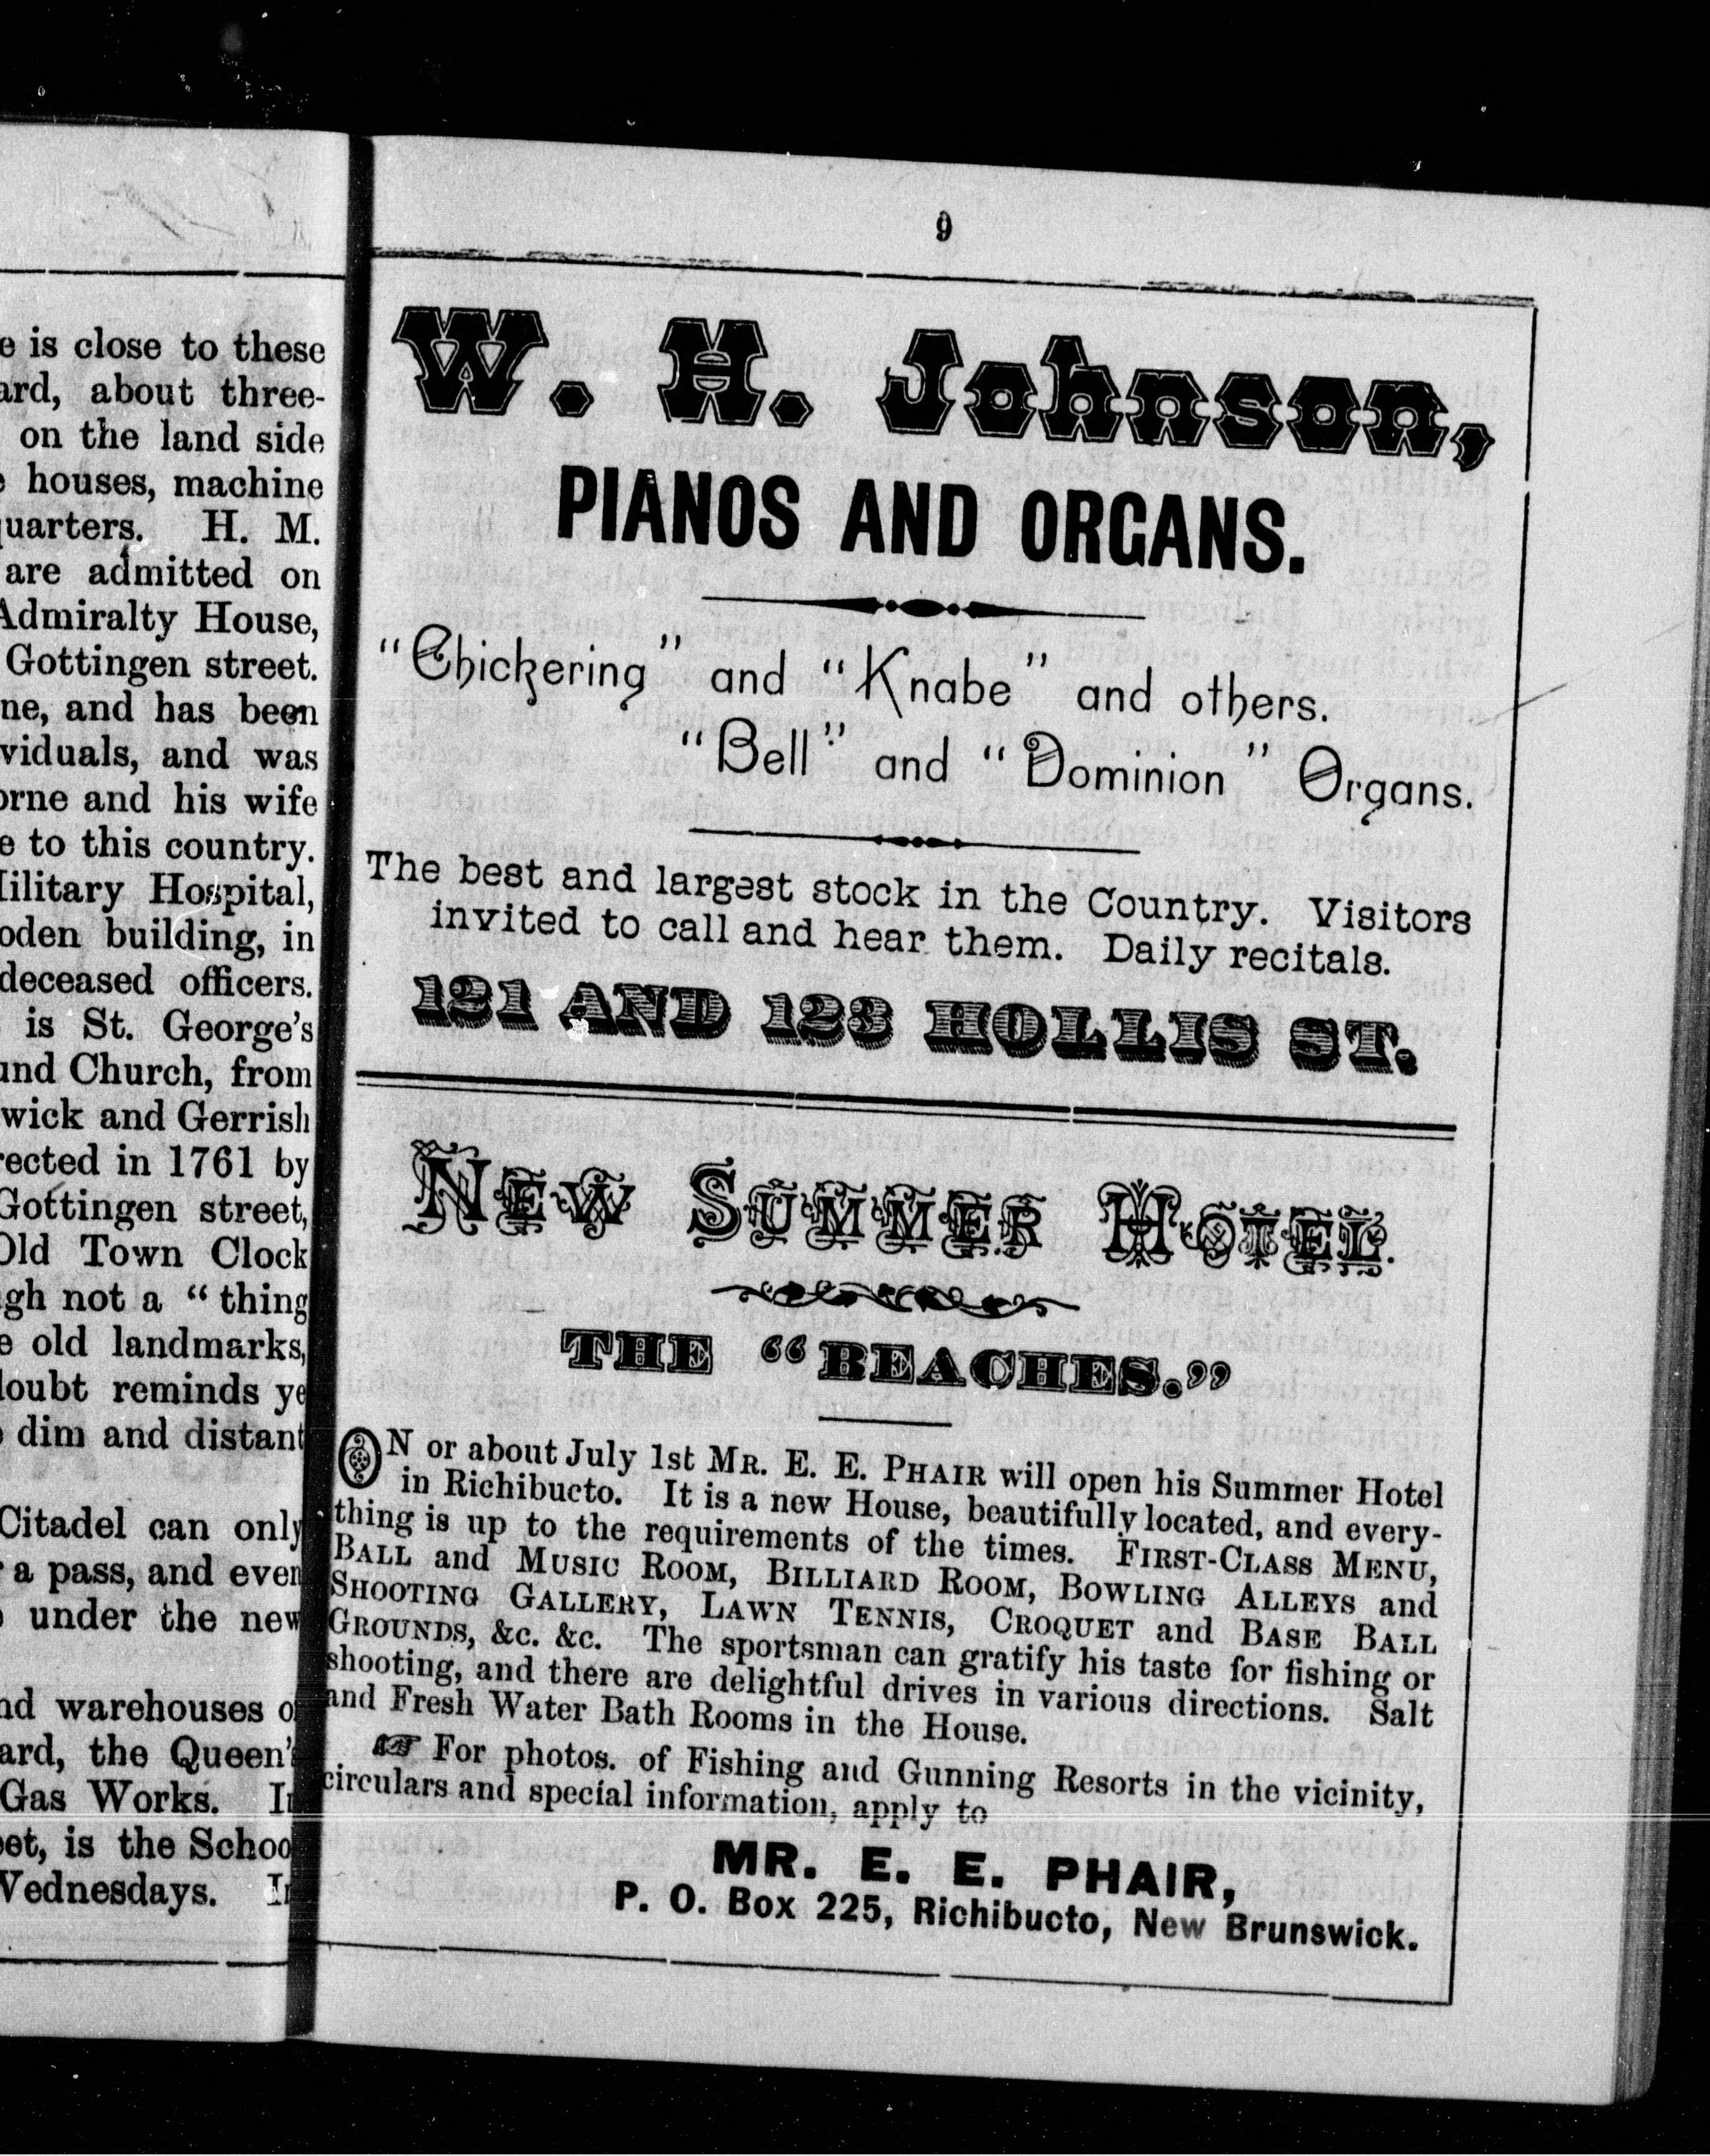 e is close to these
ard, about three-
on the land side
houses, machine
quarters. H. M.
are admitted on
Admiralty House,
Gottingen street.
ne, and has been
viduals, and was
orne and his wife
e to this country.
Military Hospital,
oden building, in
deceased officers.
is St. George's
und Church, from
wick and Gerrish
rected in 1761 by
Gottingen street,
Old Town Clock
gh not a “ thing
e old landmarks,
doubt reminds ye
dim and distant
Citadel can only
a pass, and even
under the new
nd warehouses of
ard, the Queen's
Gas Works. In
et, is the School
Wednesdays. In
9
W. H. Johnson,
PIANOS AND ORGANS.
“Chickering” and “Knabe” and others.
“Bell” and “Dominion” Organs.
The best and largest stock in the Country. Visitors
invited to call and hear them. Daily recitals.
121 AND 123 HOLLIS ST.
NEW SUMMER HOTEL.
THE “BEACHES.”
ON or about July 1st MR. E. E. PHAIR will open his Summer Hotel
in Richibucto. It is a new House, beautifully located, and every-
thing is up to the requirements of the times. FIRST-CLASS MENU,
BALL and MUSIC ROOM, BILLIARD ROOM, BOWLING ALLEYS and
SHOOTING GALLERY, LAWN TENNIS, CROQUET and BASE BALL
GROUNDS, &c. &c. The sportsman can gratify his taste for fishing or
shooting, and there are delightful drives in various directions. Salt
and Fresh Water Bath Rooms in the House.
☞ For photos. of Fishing and Gunning Resorts in the vicinity,
circulars and special information, apply to
MR. E. E. PHAIR,
P. O. Box 225, Richibucto, New Brunswick.